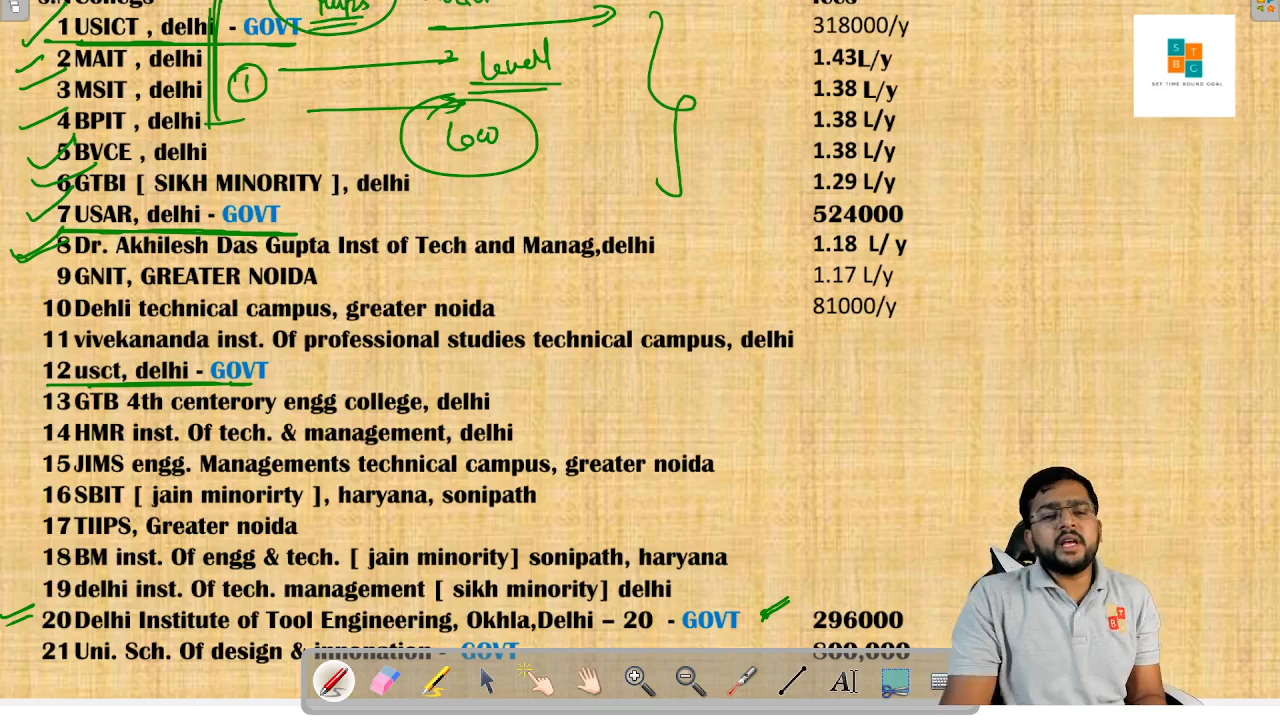 1 USICT , delhi - GOVT 318000/y
2 MAIT , delhi 1.43L/y
3 MSIT , delhi 1.38 L/y
4 BPIT , delhi 1.38 L/y
5 BVCE , delhi 1.38 L/y
6 GTBI [ SIKH MINORITY ], delhi 1.29 L/y
7 USAR, delhi - GOVT 524000
8 Dr. Akhilesh Das Gupta Inst of Tech and Manag,delhi 1.18 L/ y
9 GNIT, GREATER NOIDA 1.17 L/y
10 Dehli technical campus, greater noida 81000/y
11 vivekananda inst. Of professional studies technical campus, delhi
12 usct, delhi - GOVT
13 GTB 4th centerory engg college, delhi
14 HMR inst. Of tech. & management, delhi
15 JIMS engg. Managements technical campus, greater noida
16 SBIT [ jain minorirty ], haryana, sonipath
17 TIIPS, Greater noida
18 BM inst. Of engg & tech. [ jain minority] sonipath, haryana
19 delhi inst. Of tech. management [ sikh minority] delhi
20 Delhi Institute of Tool Engineering, Okhla,Delhi – 20 - GOVT 296000
21 Uni. Sch. Of design & innonation - GOVT 800,000
1
Level
S T
B G
SET TIME BOUND GOAL